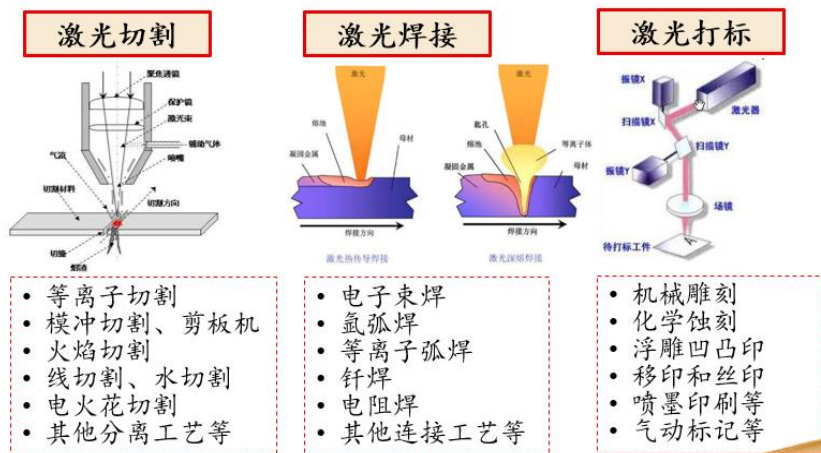 激光切割
聚焦透镜
保护镜
激光束
辅助气体
喷嘴
气流
切割材料
切割方向
切缝
熔渣
等离子切割
模冲切割、剪板机
火焰切割
线切割、水切割
电火花切割
其他分离工艺等
激光焊接
激光
熔池
母材
凝固金属
焊接方向
激光热传导焊接
激光
匙孔
等离子体
熔池
凝固金属
母材
焊接方向
激光深熔焊接
电子束焊
氩弧焊
等离子弧焊
钎焊
电阻焊
其他连接工艺等
激光打标
振镜X
激光器
扫描镜X
扫描镜Y
振镜Y
场镜
待打标工件
A
机械雕刻
化学蚀刻
浮雕凹凸印
移印和丝印
喷墨印刷等
气动标记等